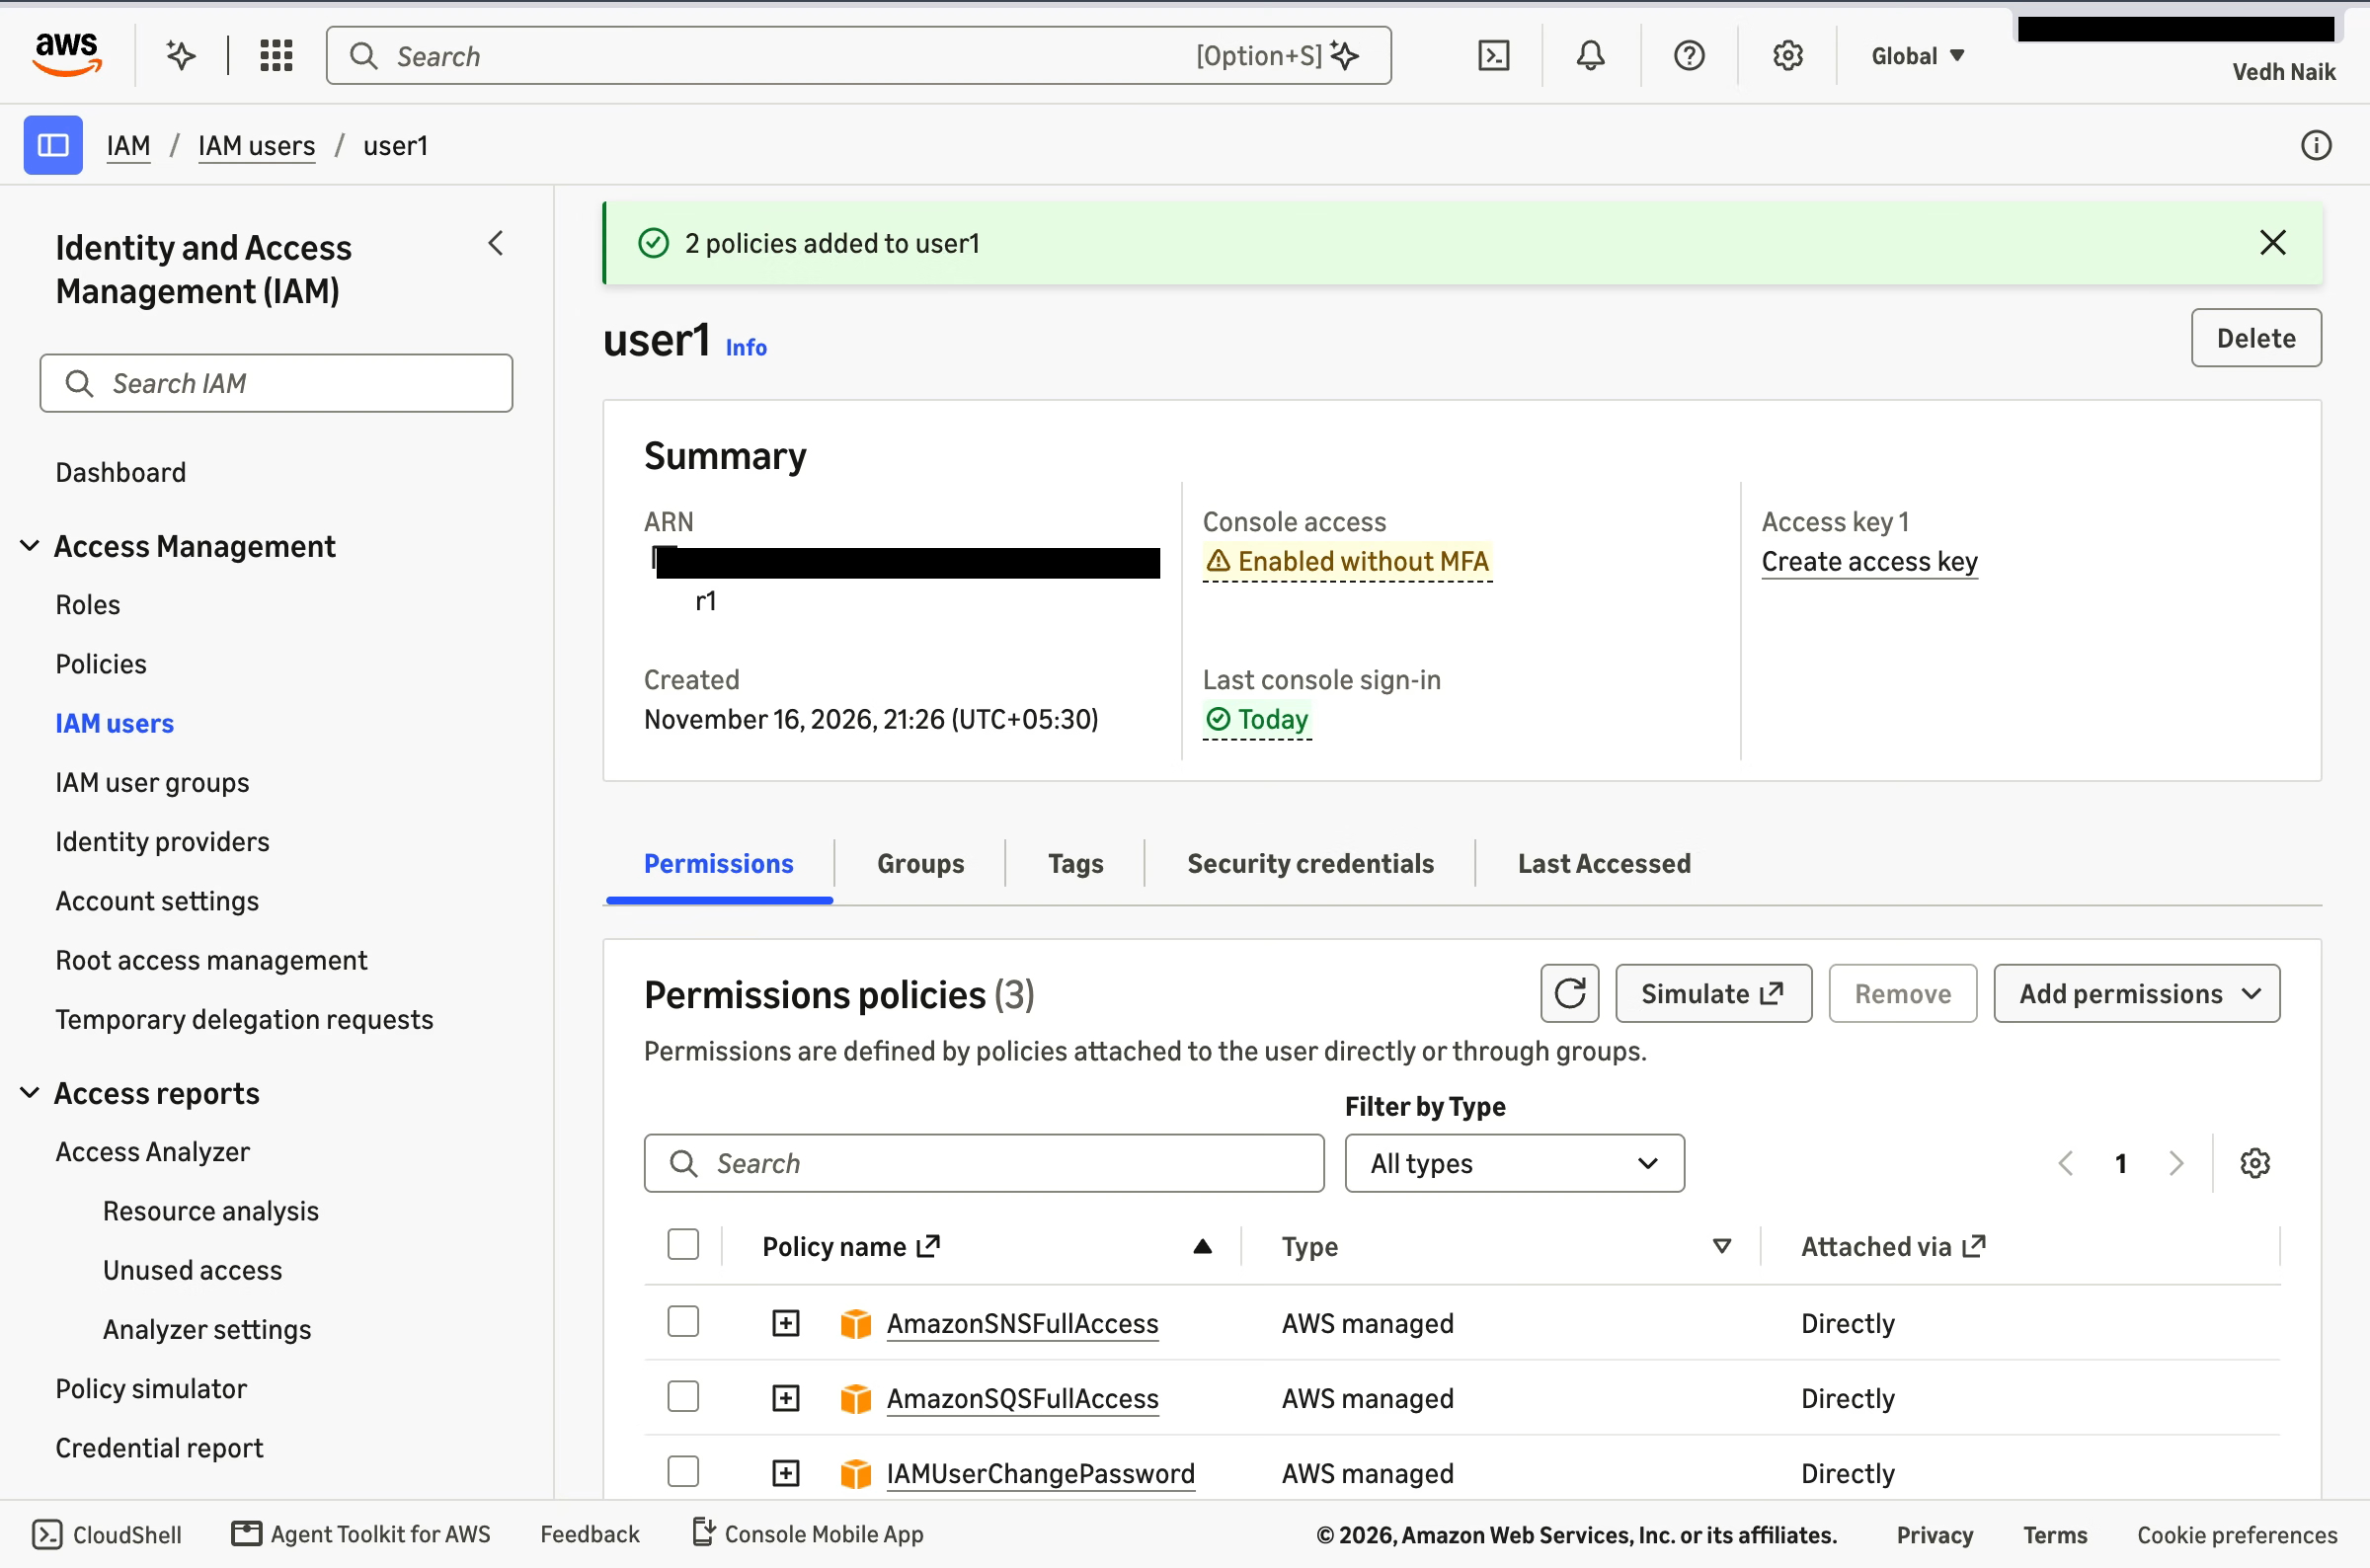 aws
Search [Option+S]
Global
Vedh Naik
IAM / IAM users / user1
Identity and Access
Management (IAM)
Search IAM
Dashboard
Access Management
Roles
Policies
IAM users
IAM user groups
Identity providers
Account settings
Root access management
Temporary delegation requests
Access reports
Access Analyzer
Resource analysis
Unused access
Analyzer settings
Policy simulator
Credential report
2 policies added to user1
user1 Info
Delete
Summary
ARN
r1
Console access
Enabled without MFA
Access key 1
Create access key
Created
November 16, 2026, 21:26 (UTC+05:30)
Last console sign-in
Today
Permissions Groups Tags Security credentials Last Accessed
Permissions policies (3)
Simulate Remove Add permissions
Permissions are defined by policies attached to the user directly or through groups.
Filter by Type
Search All types 1
Policy name Type Attached via
AmazonSNSFullAccess AWS managed Directly
AmazonSQSFullAccess AWS managed Directly
IAMUserChangePassword AWS managed Directly
CloudShell Agent Toolkit for AWS Feedback Console Mobile App © 2026, Amazon Web Services, Inc. or its affiliates. Privacy Terms Cookie preferences